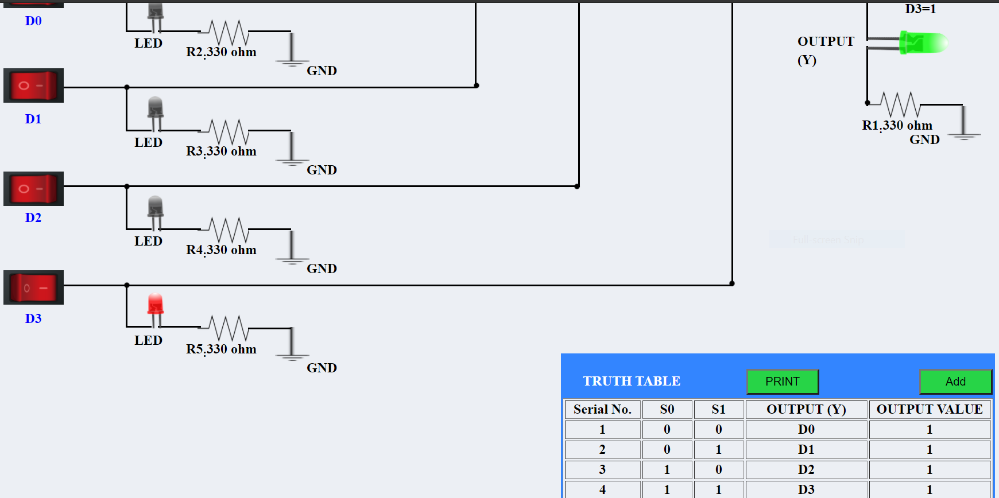 D0
LED
R2:330 ohm
GND
D3=1
OUTPUT
(Y)
D1
LED
R3:330 ohm
GND
R1:330 ohm
GND
D2
LED
R4:330 ohm
GND
Full-screen Snip
D3
LED
R5:330 ohm
GND
TRUTH TABLE PRINT Add
Serial No. S0 S1 OUTPUT (Y) OUTPUT VALUE
1 0 0 D0 1
2 0 1 D1 1
3 1 0 D2 1
4 1 1 D3 1